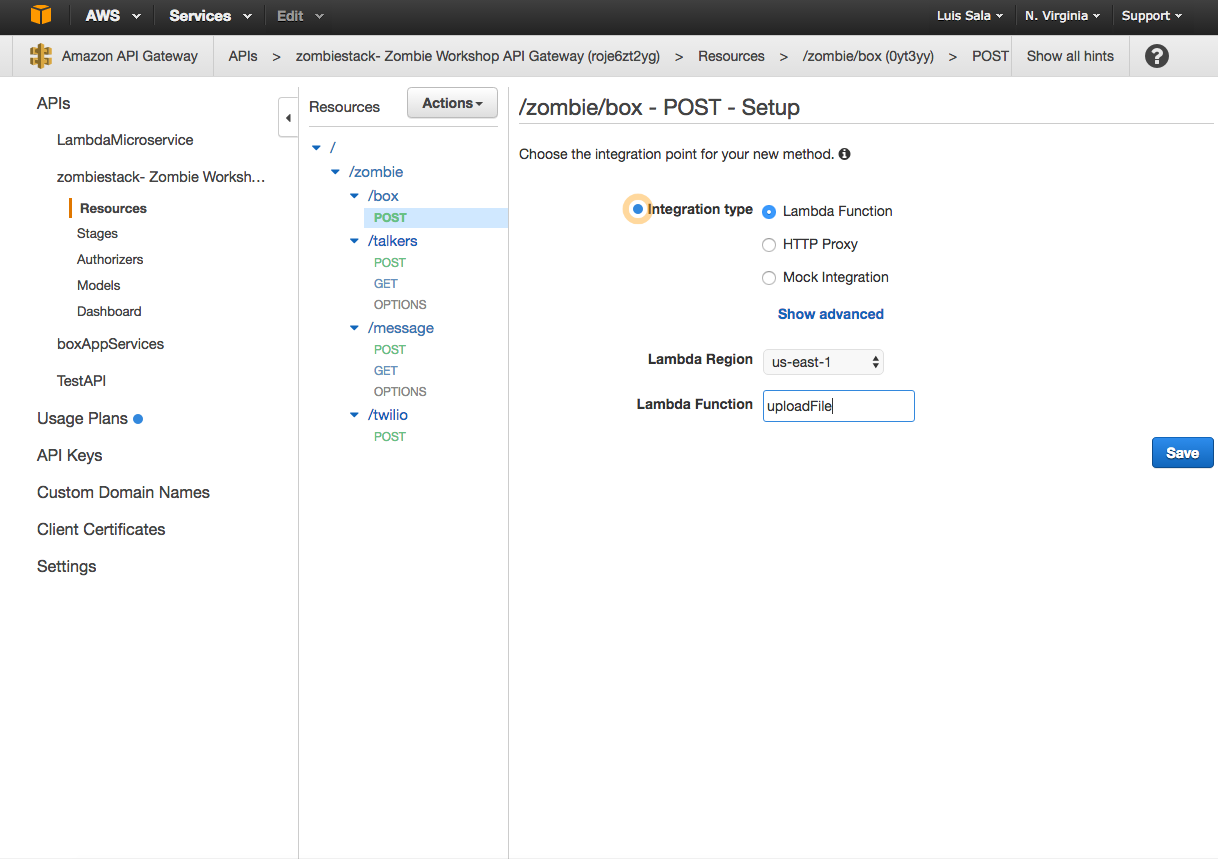 AWS Services Edit Luis Sala N. Virginia Support
Amazon API Gateway APIs > zombiestack- Zombie Workshop API Gateway (roje6zt2yg) > Resources > /zombie/box (0yt3yy) > POST Show all hints ?
APIs
LambdaMicroservice
zombiestack- Zombie Worksh...
Resources
Stages
Authorizers
Models
Dashboard
boxAppServices
TestAPI
Usage Plans
API Keys
Custom Domain Names
Client Certificates
Settings
Resources Actions
/
/zombie
/box
POST
/talkers
POST
GET
OPTIONS
/message
POST
GET
OPTIONS
/twilio
POST
/zombie/box - POST - Setup
Choose the integration point for your new method.
Integration type Lambda Function
HTTP Proxy
Mock Integration
Show advanced
Lambda Region us-east-1
Lambda Function uploadFile
Save